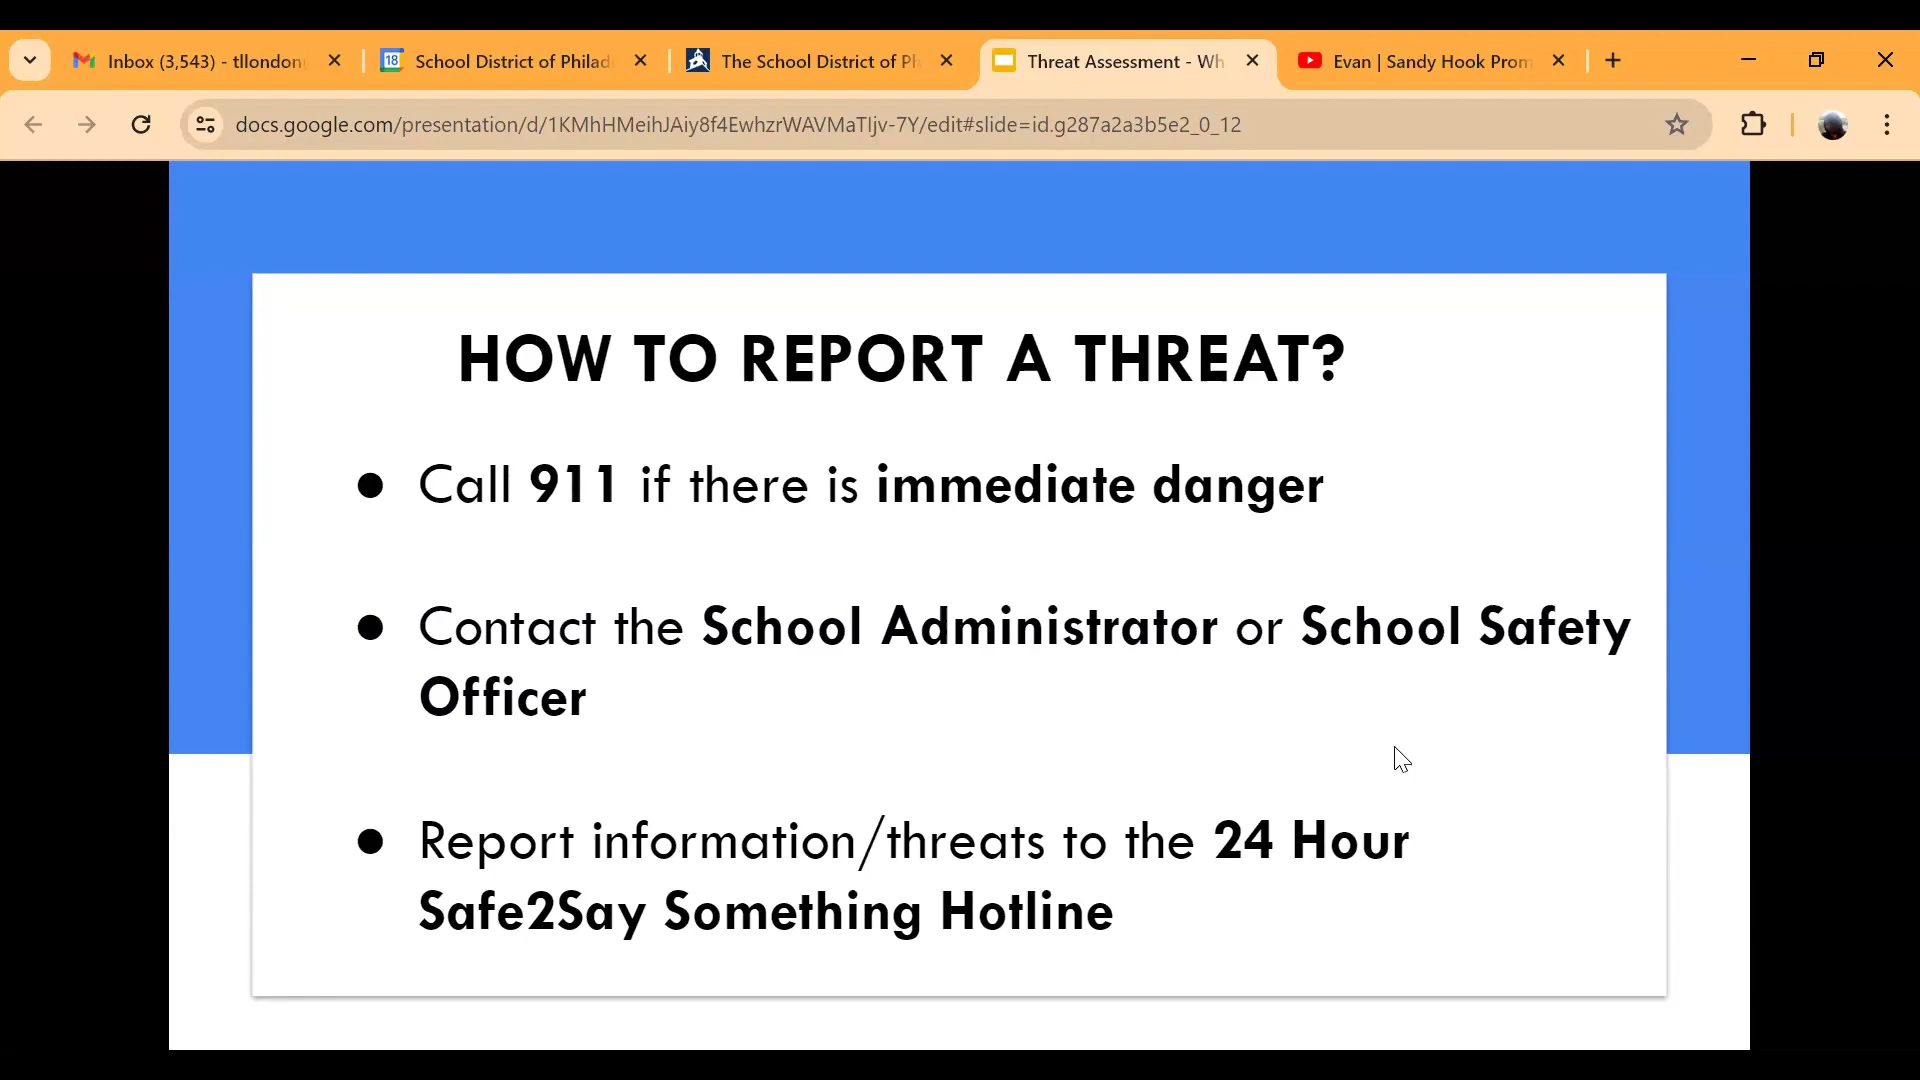 Inbox (3,543) - tllondon
School District of Philad
The School District of Ph
Threat Assessment - Wh
Evan | Sandy Hook Prom
docs.google.com/presentation/d/1KMhHMeihJAiy8f4EwhzrWAVMaTIjv-7Y/edit#slide=id.g287a2a3b5e2_0_12
HOW TO REPORT A THREAT?
● Call 911 if there is immediate danger
● Contact the School Administrator or School Safety
Officer
● Report information/threats to the 24 Hour
Safe2Say Something Hotline